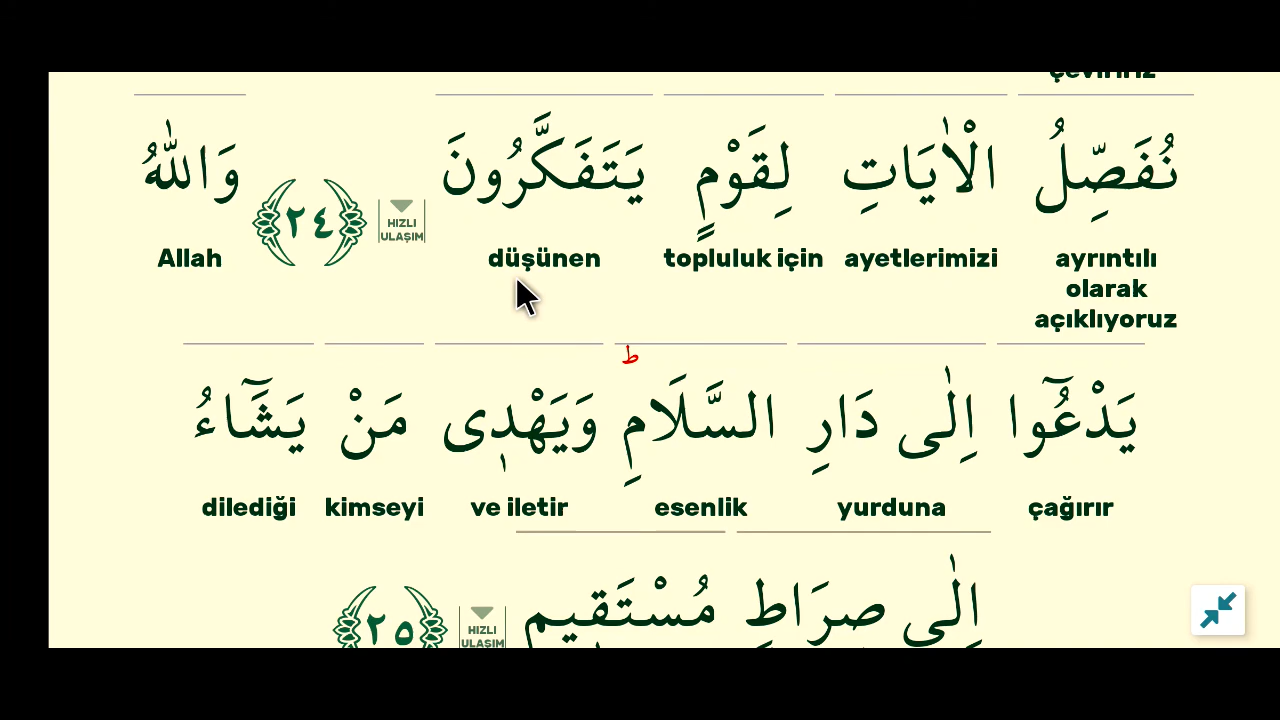 çeviririz
نُفَصِّلُ الْاٰيَاتِ لِقَوْمٍ يَتَفَكَّرُونَ ﴿٢٤﴾ وَاللّٰهُ
HIZLI
ULAŞIM
ayrıntılı olarak açıklıyoruz ayetlerimizi topluluk için düşünen Allah
يَدْعُٓوا اِلٰى دَارِ السَّلَامِۜ وَيَهْدٖى مَنْ يَشَٓاءُ
çağırır yurduna esenlik ve iletir kimseyi dilediği
اِلٰى صِرَاطٍ مُسْتَقٖيمٍ ﴿٢٥﴾
HIZLI
ULAŞIM